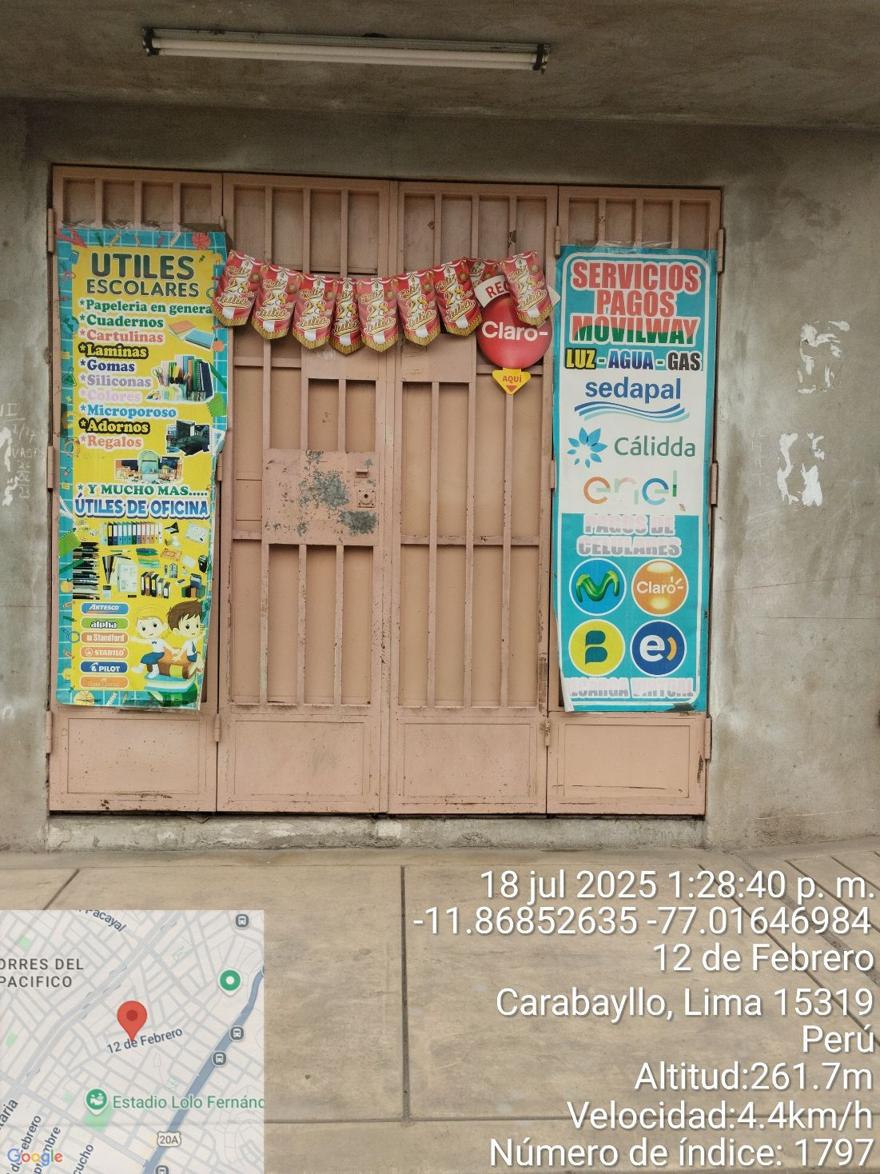 UTILES
ESCOLARES
*Papeleria en genera
*Cuadernos
*Cartulinas
*Laminas
*Gomas
*Siliconas
*Colores
*Microporoso
*Adornos
*Regalos
*Y MUCHO MAS.....
ÚTILES DE OFICINA
ARTESCO
alpha
Standford
STABILO
PILOT
28
Julio
REC
Claro-
AQUÍ
SERVICIOS
PAGOS
MOVILWAY
LUZ - AGUA - GAS
sedapal
Cálidda
enel
PAGOS DE
CELULARES
Claro
B
e)
18 jul 2025 1:28:40 p. m.
-11.86852635 -77.01646984
12 de Febrero
Carabayllo, Lima 15319
Perú
Altitud:261.7m
Velocidad:4.4km/h
Número de índice: 1797
Pacayal
ORRES DEL
PACIFICO
12 de Febrero
Estadio Lolo Fernánd
20A
Google